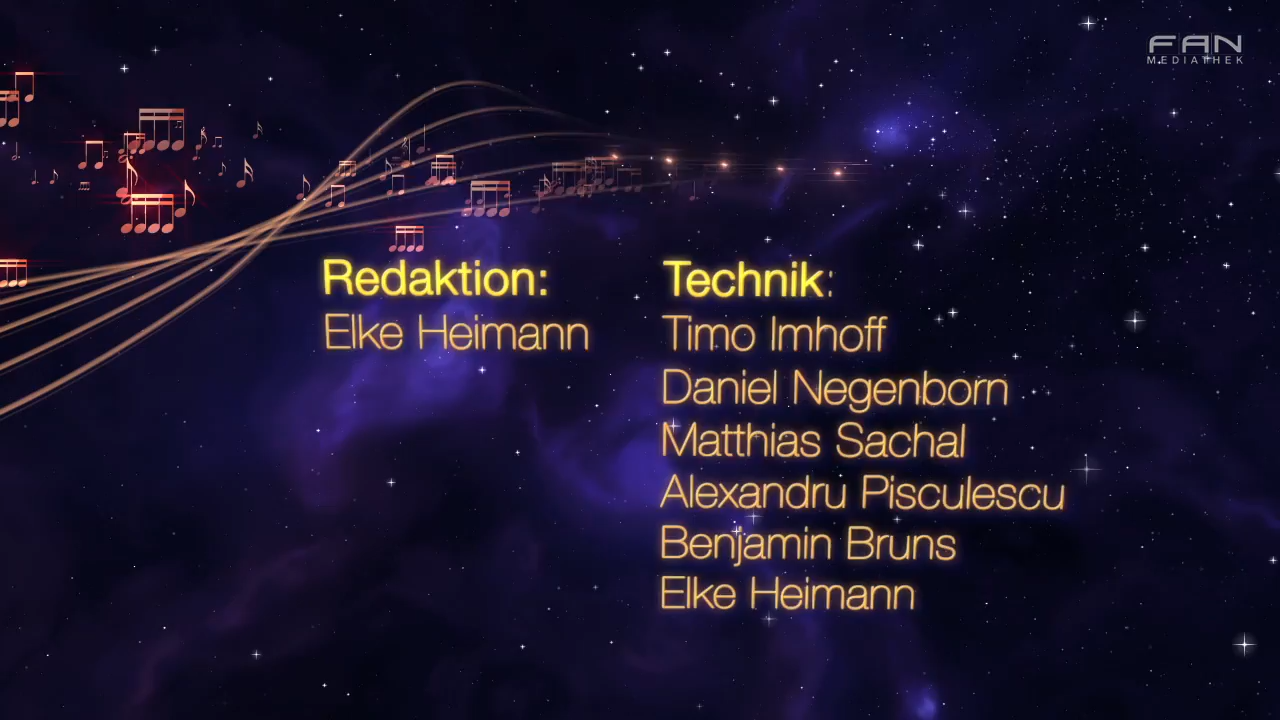 FAN
MEDIATHEK
Redaktion:
Elke Heimann
Technik:
Timo Imhoff
Daniel Negenborn
Matthias Sachal
Alexandru Pisculescu
Benjamin Bruns
Elke Heimann